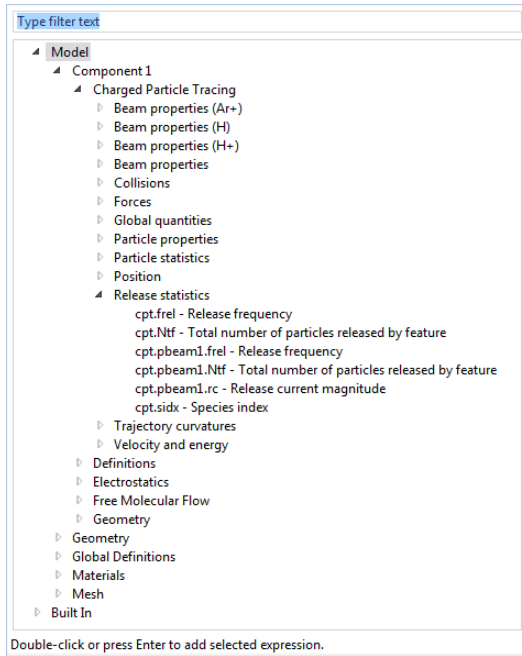 Type filter text
Model
Component 1
Charged Particle Tracing
Beam properties (Ar+)
Beam properties (H)
Beam properties (H+)
Beam properties
Collisions
Forces
Global quantities
Particle properties
Particle statistics
Position
Release statistics
cpt.frel - Release frequency
cpt.Ntf - Total number of particles released by feature
cpt.pbeam1.frel - Release frequency
cpt.pbeam1.Ntf - Total number of particles released by feature
cpt.pbeam1.rc - Release current magnitude
cpt.sidx - Species index
Trajectory curvatures
Velocity and energy
Definitions
Electrostatics
Free Molecular Flow
Geometry
Geometry
Global Definitions
Materials
Mesh
Built In
Double-click or press Enter to add selected expression.